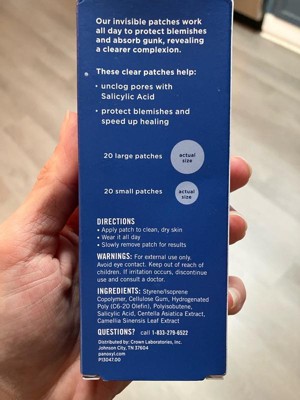 Our invisible patches work
all day to protect blemishes
and absorb gunk, revealing
a clearer complexion.
These clear patches help:
• unclog pores with
Salicylic Acid
• protect blemishes and
speed up healing
20 large patches
actual
size
20 small patches
actual
size
DIRECTIONS
• Apply patch to clean, dry skin
• Wear it all day
• Slowly remove patch for results
WARNINGS: For external use only.
Avoid eye contact. Keep out of reach of
children. If irritation occurs, discontinue
use and consult a doctor.
INGREDIENTS: Styrene/Isoprene
Copolymer, Cellulose Gum, Hydrogenated
Poly (C6-20 Olefin), Polyisobutene,
Salicylic Acid, Centella Asiatica Extract,
Camellia Sinensis Leaf Extract
QUESTIONS? call 1-833-279-6522
Distributed by: Crown Laboratories, Inc.
Johnson City, TN 37604
panoxyl.com
P13047.00